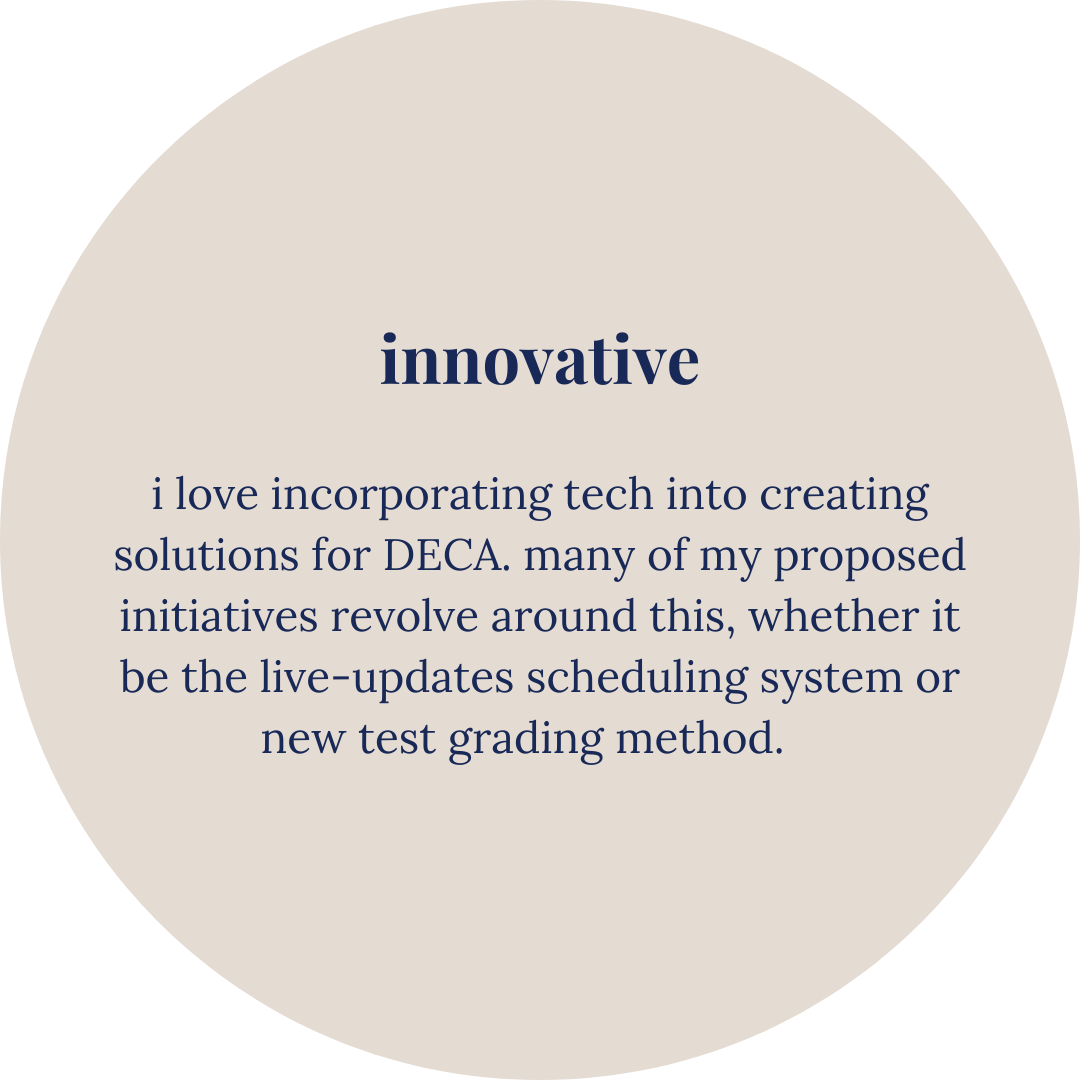 innovative
i love incorporating tech into creating
solutions for DECA. many of my proposed
initiatives revolve around this, whether it
be the live-updates scheduling system or
new test grading method.